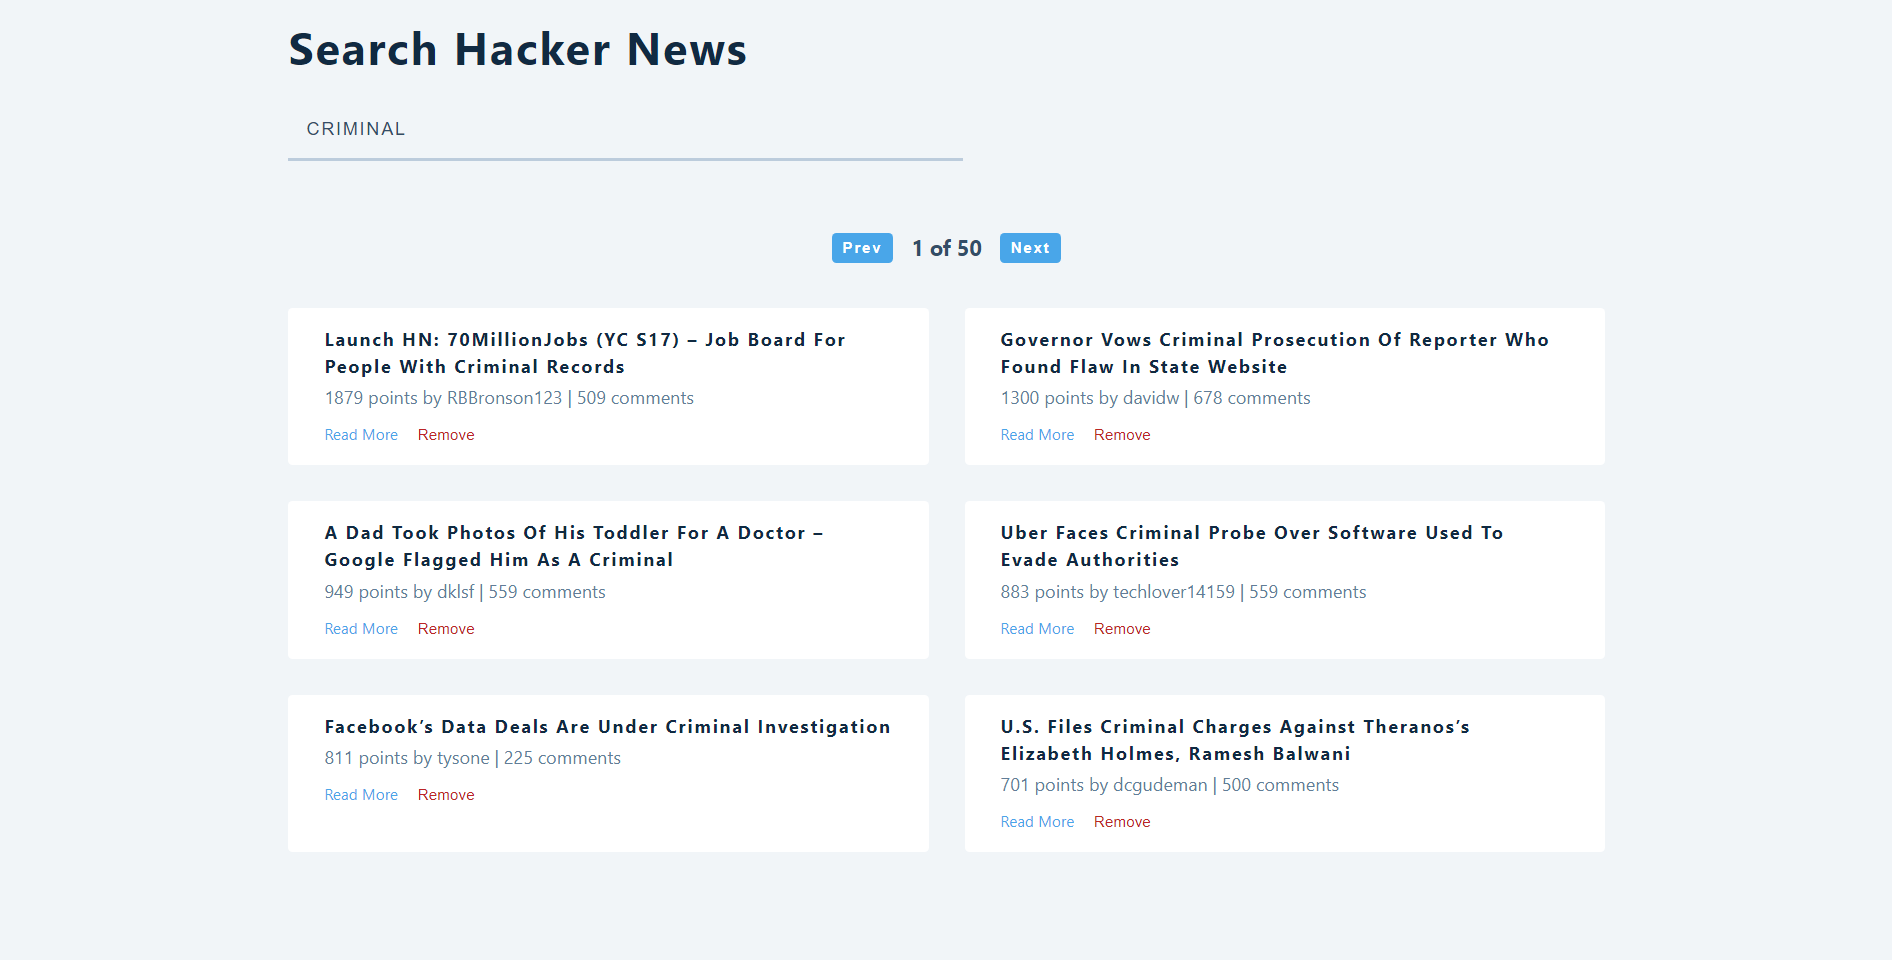 Search Hacker News
CRIMINAL
Prev 1 of 50 Next
Launch HN: 70MillionJobs (YC S17) – Job Board For
People With Criminal Records
1879 points by RBBronson123 | 509 comments
Read More Remove
Governor Vows Criminal Prosecution Of Reporter Who
Found Flaw In State Website
1300 points by davidw | 678 comments
Read More Remove
A Dad Took Photos Of His Toddler For A Doctor –
Google Flagged Him As A Criminal
949 points by dklsf | 559 comments
Read More Remove
Uber Faces Criminal Probe Over Software Used To
Evade Authorities
883 points by techlover14159 | 559 comments
Read More Remove
Facebook’s Data Deals Are Under Criminal Investigation
811 points by tysone | 225 comments
Read More Remove
U.S. Files Criminal Charges Against Theranos’s
Elizabeth Holmes, Ramesh Balwani
701 points by dcgudeman | 500 comments
Read More Remove